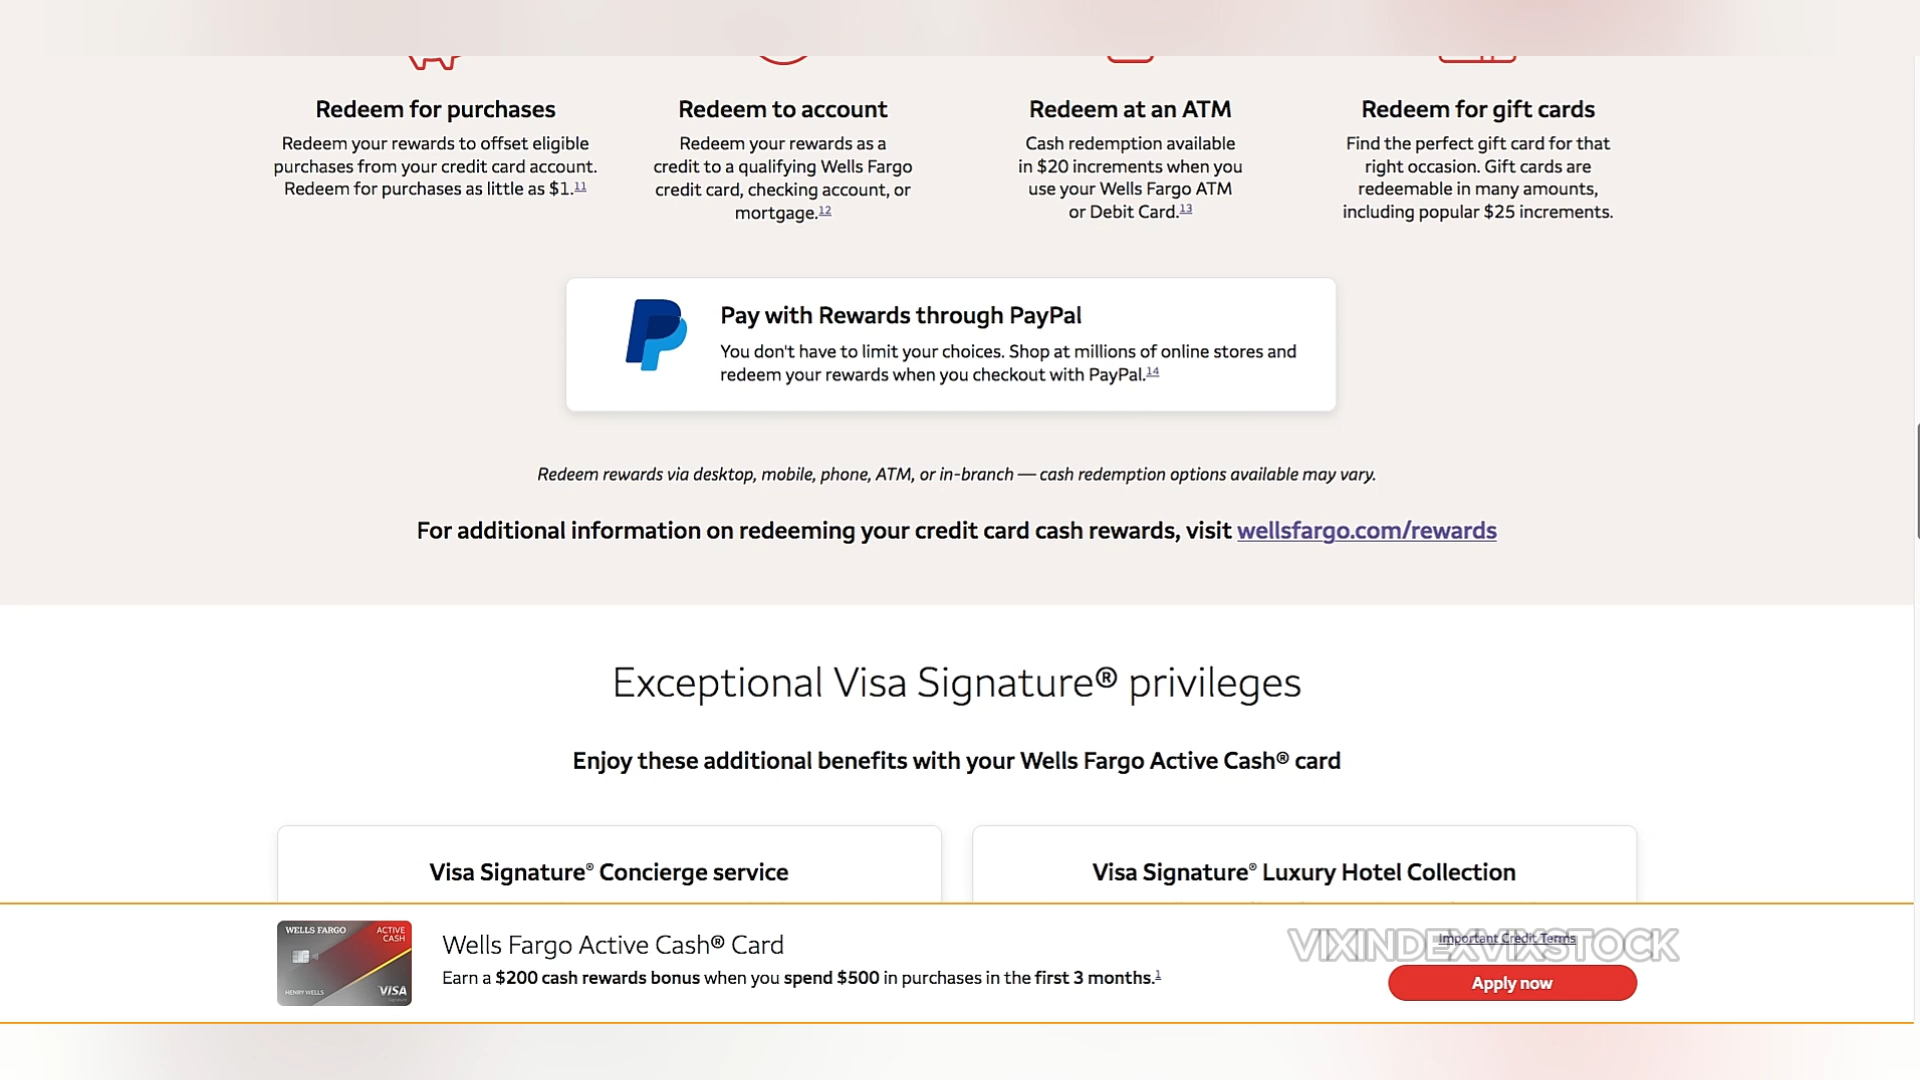 Redeem for purchases
Redeem your rewards to offset eligible
purchases from your credit card account.
Redeem for purchases as little as $1.11
Redeem to account
Redeem your rewards as a
credit to a qualifying Wells Fargo
credit card, checking account, or
mortgage.12
Redeem at an ATM
Cash redemption available
in $20 increments when you
use your Wells Fargo ATM
or Debit Card.13
Redeem for gift cards
Find the perfect gift card for that
right occasion. Gift cards are
redeemable in many amounts,
including popular $25 increments.
Pay with Rewards through PayPal
You don't have to limit your choices. Shop at millions of online stores and
redeem your rewards when you checkout with PayPal.14
Redeem rewards via desktop, mobile, phone, ATM, or in-branch — cash redemption options available may vary.
For additional information on redeeming your credit card cash rewards, visit wellsfargo.com/rewards
Exceptional Visa Signature® privileges
Enjoy these additional benefits with your Wells Fargo Active Cash® card
Visa Signature® Concierge service
Visa Signature® Luxury Hotel Collection
WELLS FARGO
ACTIVE
CASH
HENRY WELLS
VISA
Signature
Wells Fargo Active Cash® Card
Earn a $200 cash rewards bonus when you spend $500 in purchases in the first 3 months.1
Important Credit Terms
VIXINDEXVIXSTOCK
Apply now